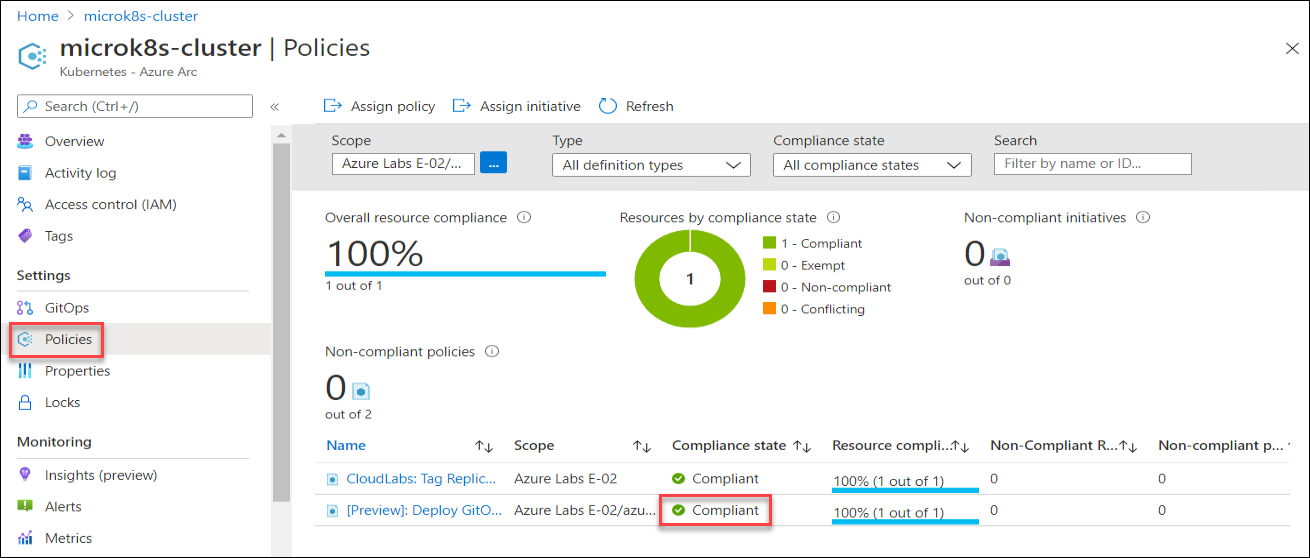 Home > microk8s-cluster
microk8s-cluster | Policies
Kubernetes - Azure Arc
Search (Ctrl+/)
«
Overview
Activity log
Access control (IAM)
Tags
Settings
GitOps
Policies
Properties
Locks
Monitoring
Insights (preview)
Alerts
Metrics
Assign policy Assign initiative Refresh
Scope Type Compliance state Search
Azure Labs E-02/... ... All definition types All compliance states Filter by name or ID...
Overall resource compliance
100%
1 out of 1
Resources by compliance state
1
1 - Compliant
0 - Exempt
0 - Non-compliant
0 - Conflicting
Non-compliant initiatives
0
out of 0
Non-compliant policies
0
out of 2
Name Scope Compliance state Resource compli... Non-Compliant R... Non-compliant p...
CloudLabs: Tag Replic... Azure Labs E-02 Compliant 100% (1 out of 1) 0 0
[Preview]: Deploy GitO... Azure Labs E-02/azu... Compliant 100% (1 out of 1) 0 0